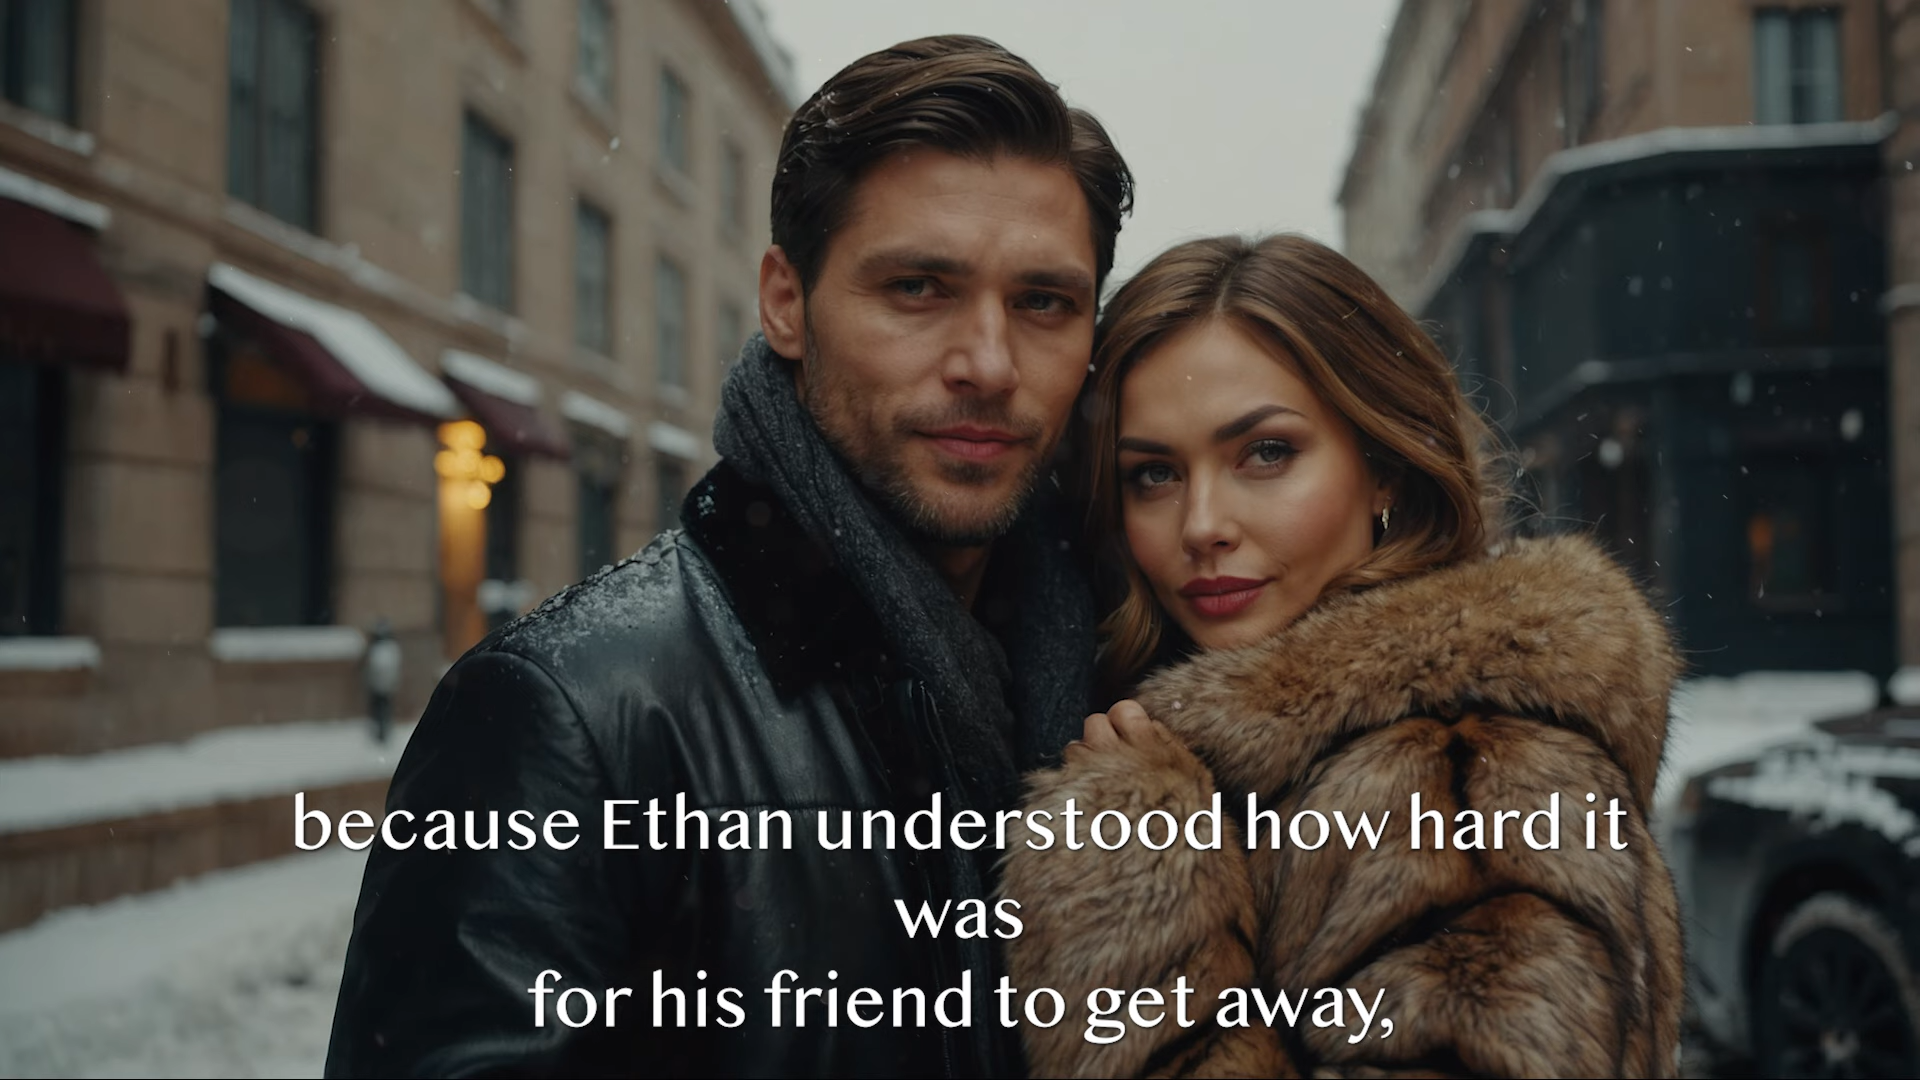 because Ethan understood how hard it
was
for his friend to get away,